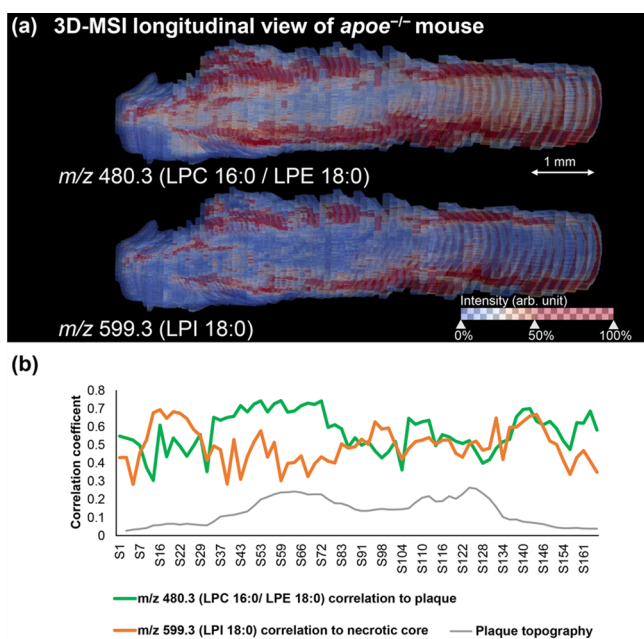 (a) 3D-MSI longitudinal view of apoe–/– mouse
m/z 480.3 (LPC 16:0 / LPE 18:0)
1 mm
m/z 599.3 (LPI 18:0)
Intensity (arb. unit)
0% 50% 100%
(b)
Correlation coefficent
0.8
0.7
0.6
0.5
0.4
0.3
0.2
0.1
0
S1 S7 S16 S22 S29 S37 S43 S53 S59 S66 S72 S83 S91 S98 S104 S110 S116 S122 S128 S134 S140 S146 S154 S161
m/z 480.3 (LPC 16:0/ LPE 18:0) correlation to plaque
m/z 599.3 (LPI 18:0) correlation to necrotic core
Plaque topography